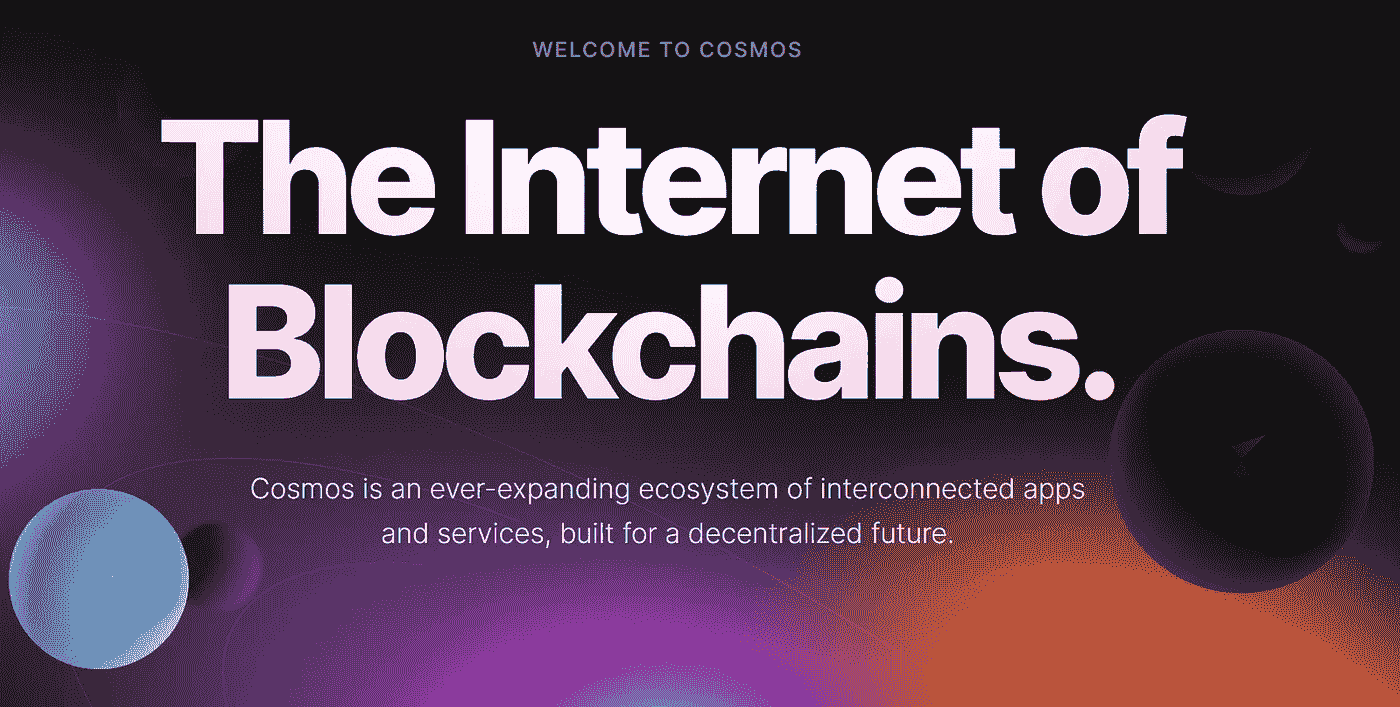 WELCOME TO COSMOS
The Internet of
Blockchains.
Cosmos is an ever-expanding ecosystem of interconnected apps
and services, built for a decentralized future.